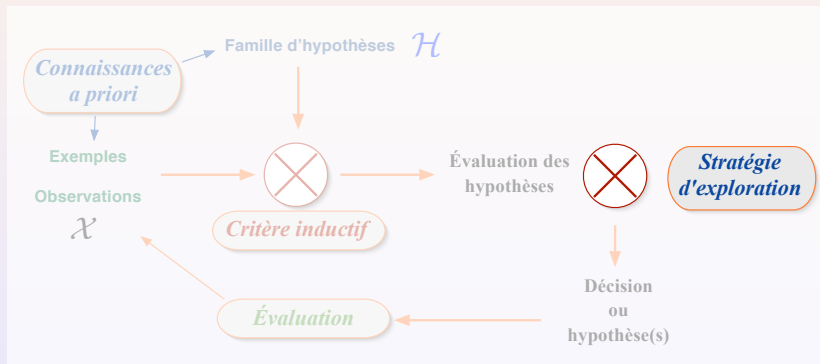 Famille d'hypothèses H
Connaissances
a priori
Exemples
Observations
X
Critère inductif
Évaluation des
hypothèses
Stratégie
d'exploration
Décision
ou
hypothèse(s)
Évaluation